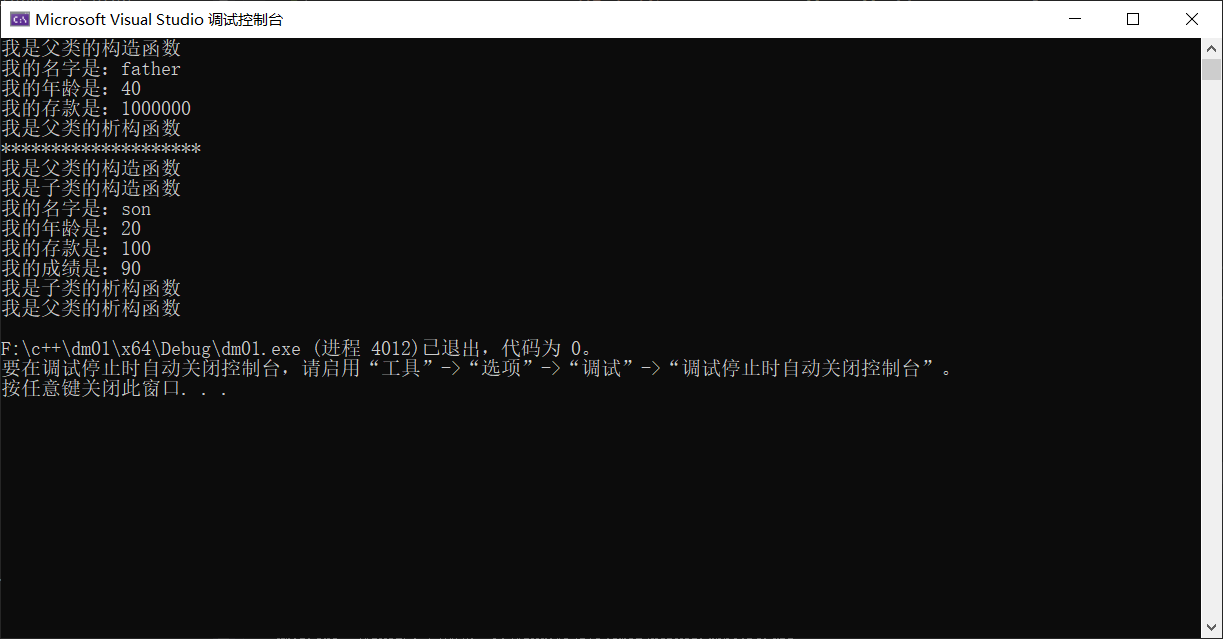 Microsoft Visual Studio 调试控制台
我是父类的构造函数
我的名字是：father
我的年龄是：40
我的存款是：1000000
我是父类的析构函数
********************
我是父类的构造函数
我是子类的构造函数
我的名字是：son
我的年龄是：20
我的存款是：100
我的成绩是：90
我是子类的析构函数
我是父类的析构函数
F:\c++\dm01\x64\Debug\dm01.exe (进程 4012)已退出，代码为 0。
要在调试停止时自动关闭控制台，请启用“工具”->“选项”->“调试”->“调试停止时自动关闭控制台”。
按任意键关闭此窗口. . .